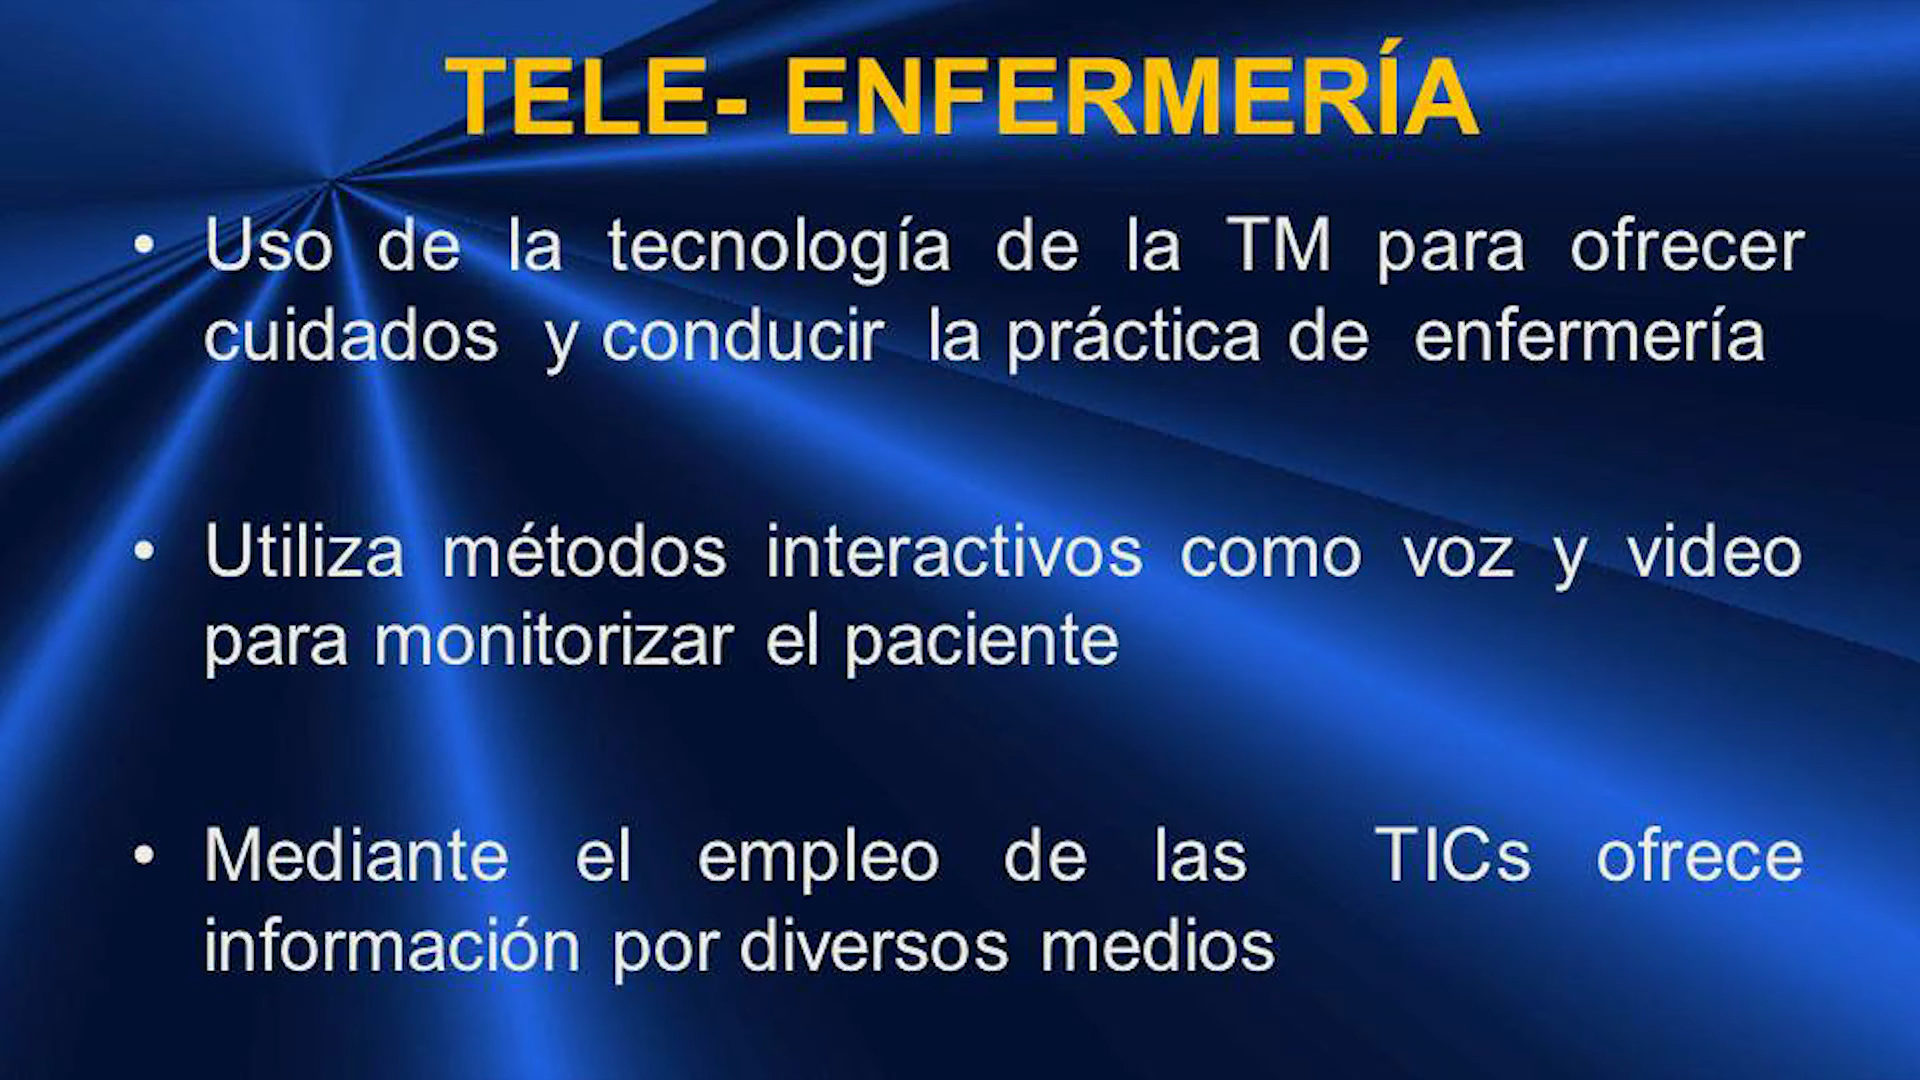 TELE- ENFERMERÍA
• Uso de la tecnología de la TM para ofrecer
cuidados y conducir la práctica de enfermería
• Utiliza métodos interactivos como voz y video
para monitorizar el paciente
• Mediante el empleo de las TICs ofrece
información por diversos medios